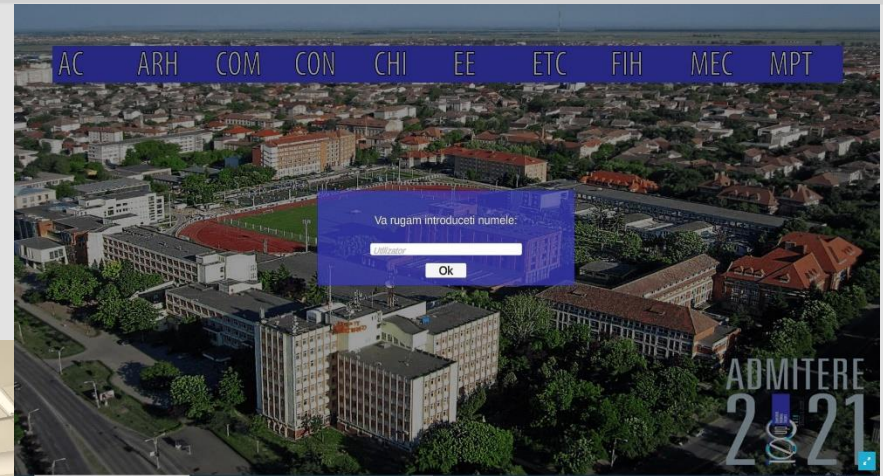 AC ARH COM CON CHI EE ETC FIH MEC MPT
Va rugam introduceti numele:
Utilizator
Ok
ADMITERE
2021